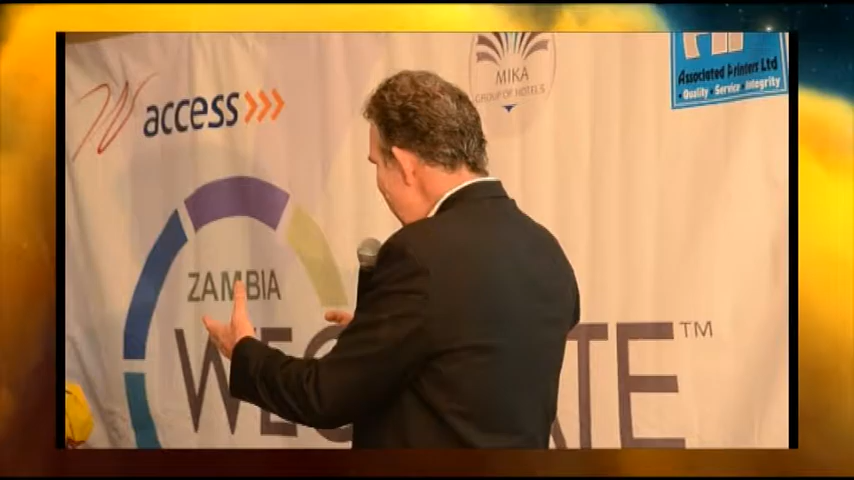 access
MIKA
GROUP OF HOTELS
Associated Printers Ltd
• Quality • Service • Integrity
ZAMBIA
TM